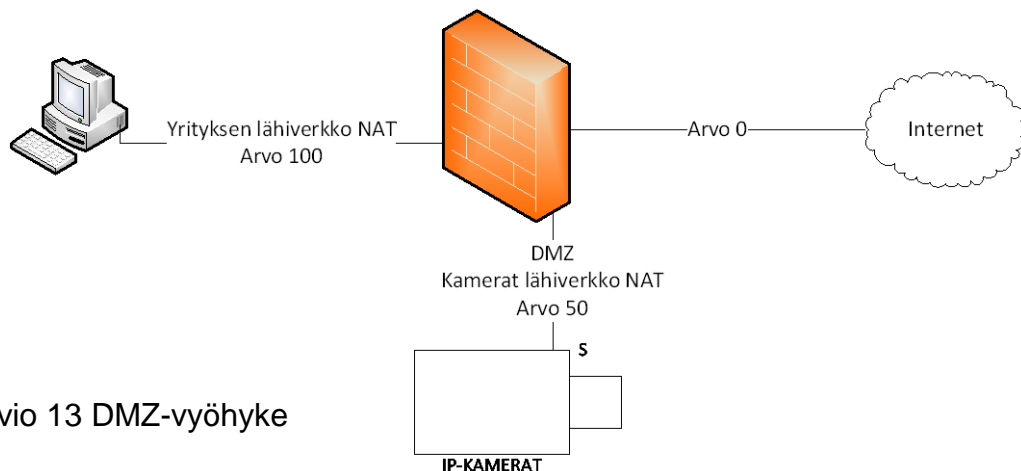 Yrityksen lähiverkko NAT
Arvo 100
Arvo 0
Internet
DMZ
Kamerat lähiverkko NAT
Arvo 50
S
IP-KAMERAT
vio 13 DMZ-vyöhyke